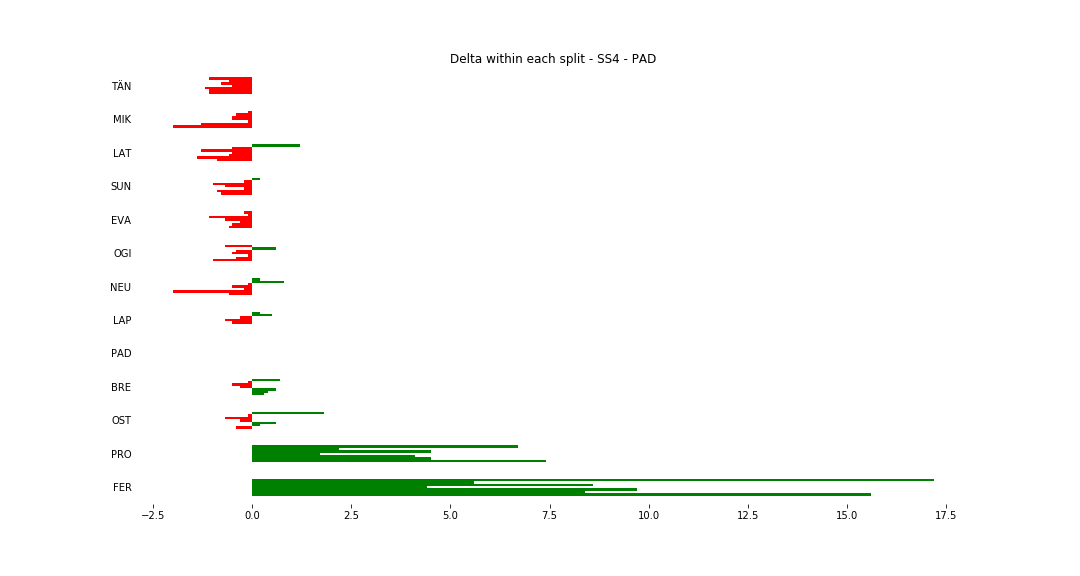 Delta within each split - SS4 - PAD
TÄN
MIK
LAT
SUN
EVA
OGI
NEU
LAP
PAD
BRE
OST
PRO
FER
−2.5 0.0 2.5 5.0 7.5 10.0 12.5 15.0 17.5